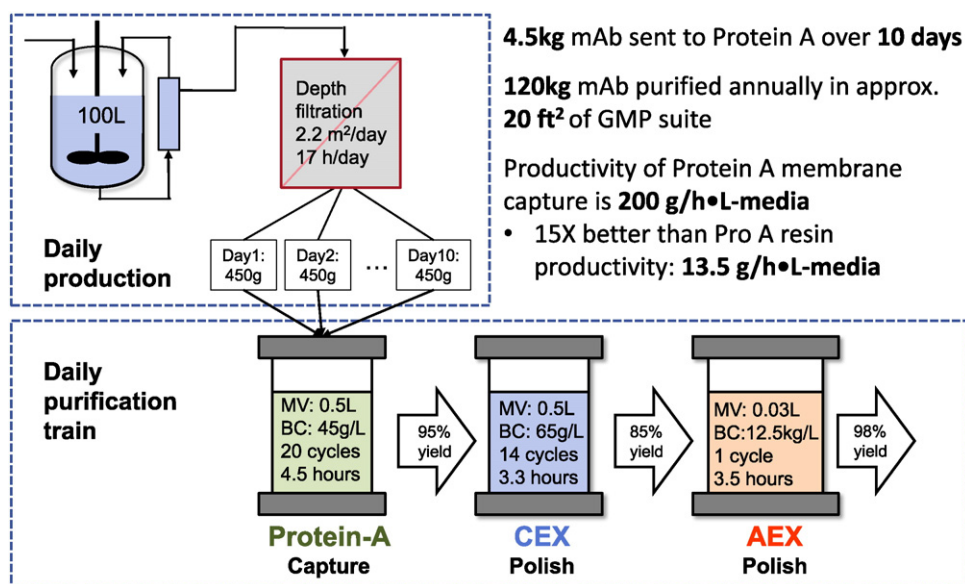 100L
Depth
filtration
2.2 m²/day
17 h/day
Daily
production
Day1:
450g
Day2:
450g
...
Day10:
450g
4.5kg mAb sent to Protein A over 10 days
120kg mAb purified annually in approx.
20 ft² of GMP suite
Productivity of Protein A membrane
capture is 200 g/h•L-media
• 15X better than Pro A resin
productivity: 13.5 g/h•L-media
Daily
purification
train
MV: 0.5L
BC: 45g/L
20 cycles
4.5 hours
95%
yield
MV: 0.5L
BC: 65g/L
14 cycles
3.3 hours
85%
yield
MV: 0.03L
BC:12.5kg/L
1 cycle
3.5 hours
98%
yield
Protein-A
Capture
CEX
Polish
AEX
Polish